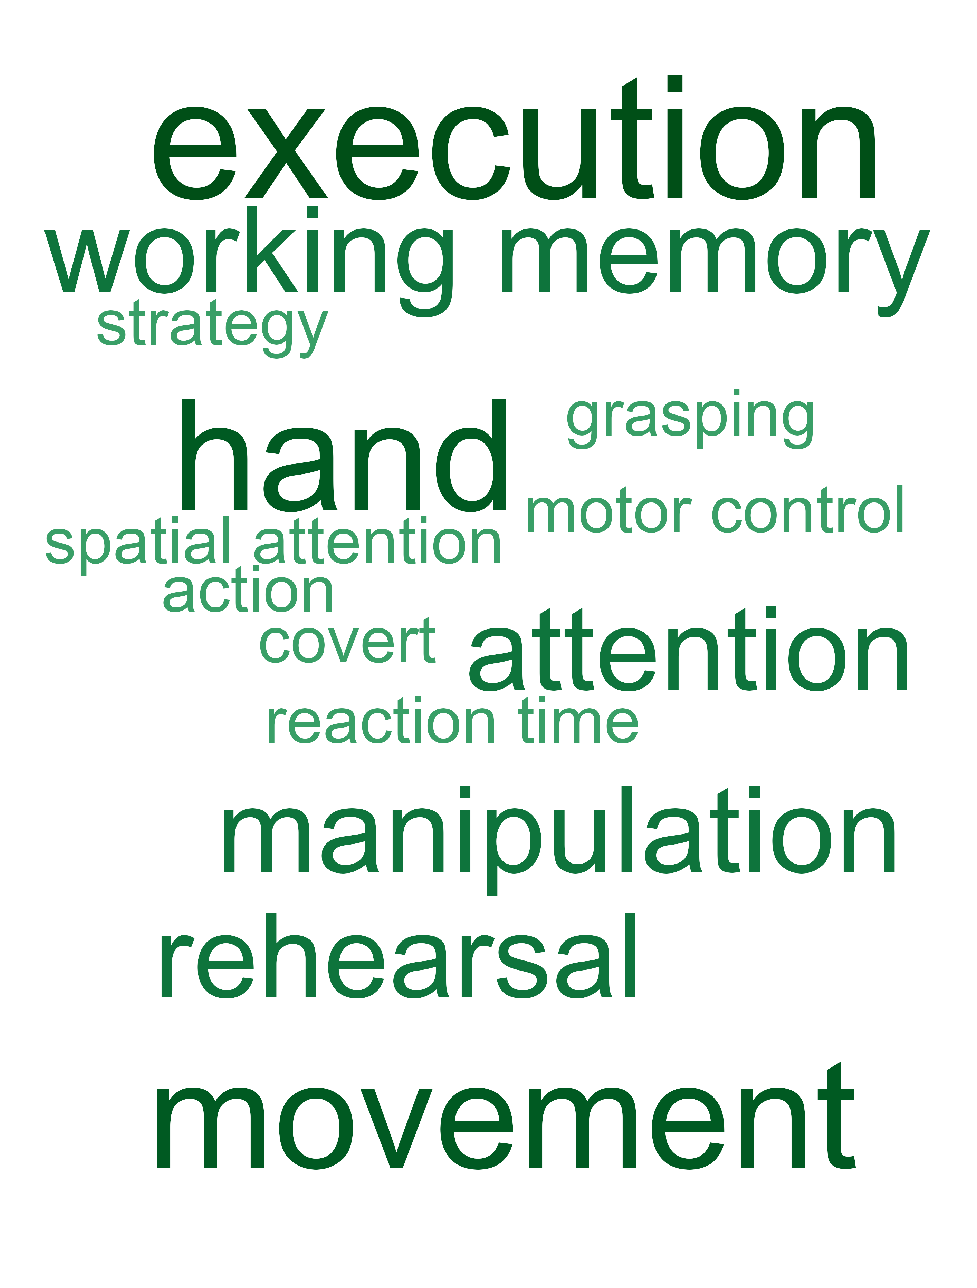 execution
working memory
strategy
grasping
hand
motor control
spatial attention
action
covert
attention
reaction time
manipulation
rehearsal
movement